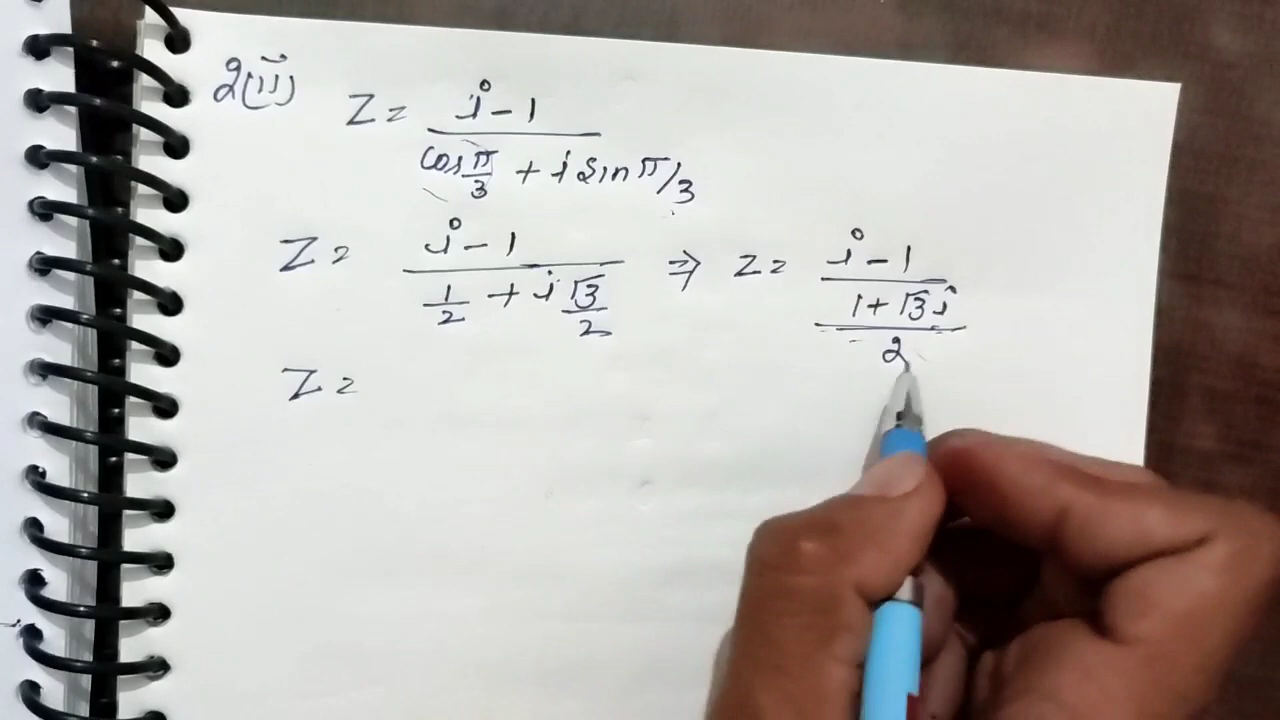 2(ii) Z = i - 1 / cos π/3 + i sin π/3
Z = i - 1 / 1/2 + i √3/2 ⇒ Z = i - 1 / 1 + √3 i / 2
Z =